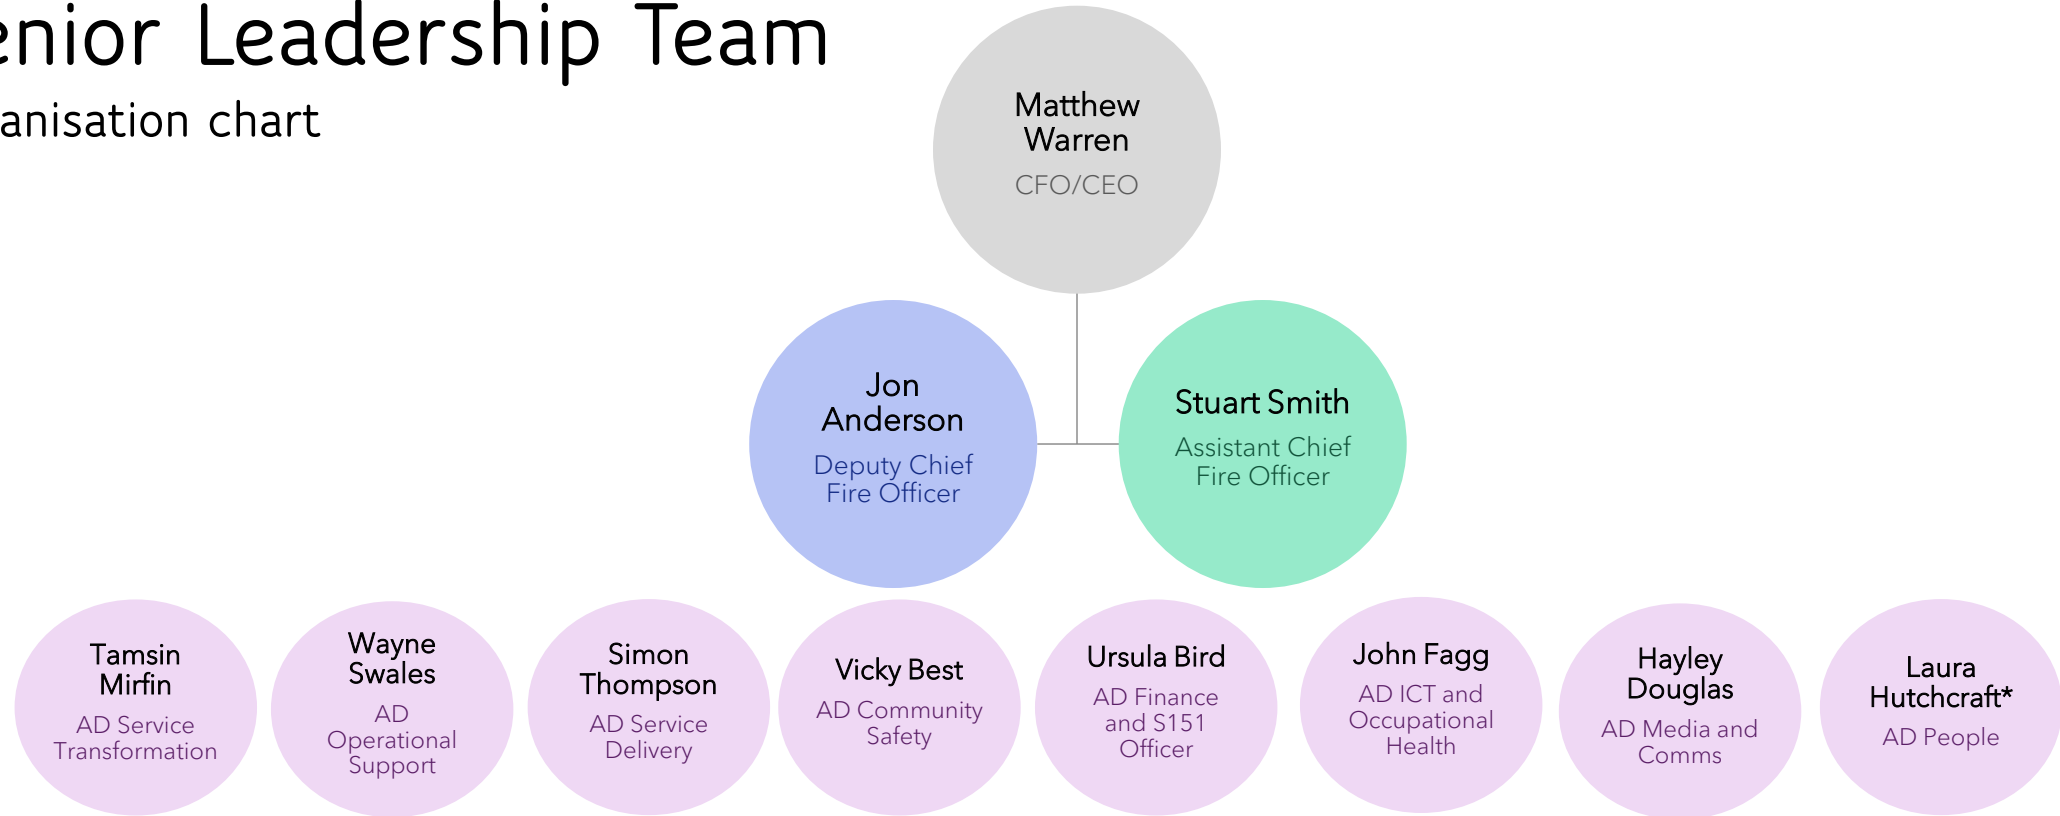 enior Leadership Team
anisation chart
Matthew
Warren
CFO/CEO
Jon
Anderson
Deputy Chief
Fire Officer
Stuart Smith
Assistant Chief
Fire Officer
Tamsin
Mirfin
AD Service
Transformation
Wayne
Swales
AD
Operational
Support
Simon
Thompson
AD Service
Delivery
Vicky Best
AD Community
Safety
Ursula Bird
AD Finance
and S151
Officer
John Fagg
AD ICT and
Occupational
Health
Hayley
Douglas
AD Media and
Comms
Laura
Hutchcraft*
AD People